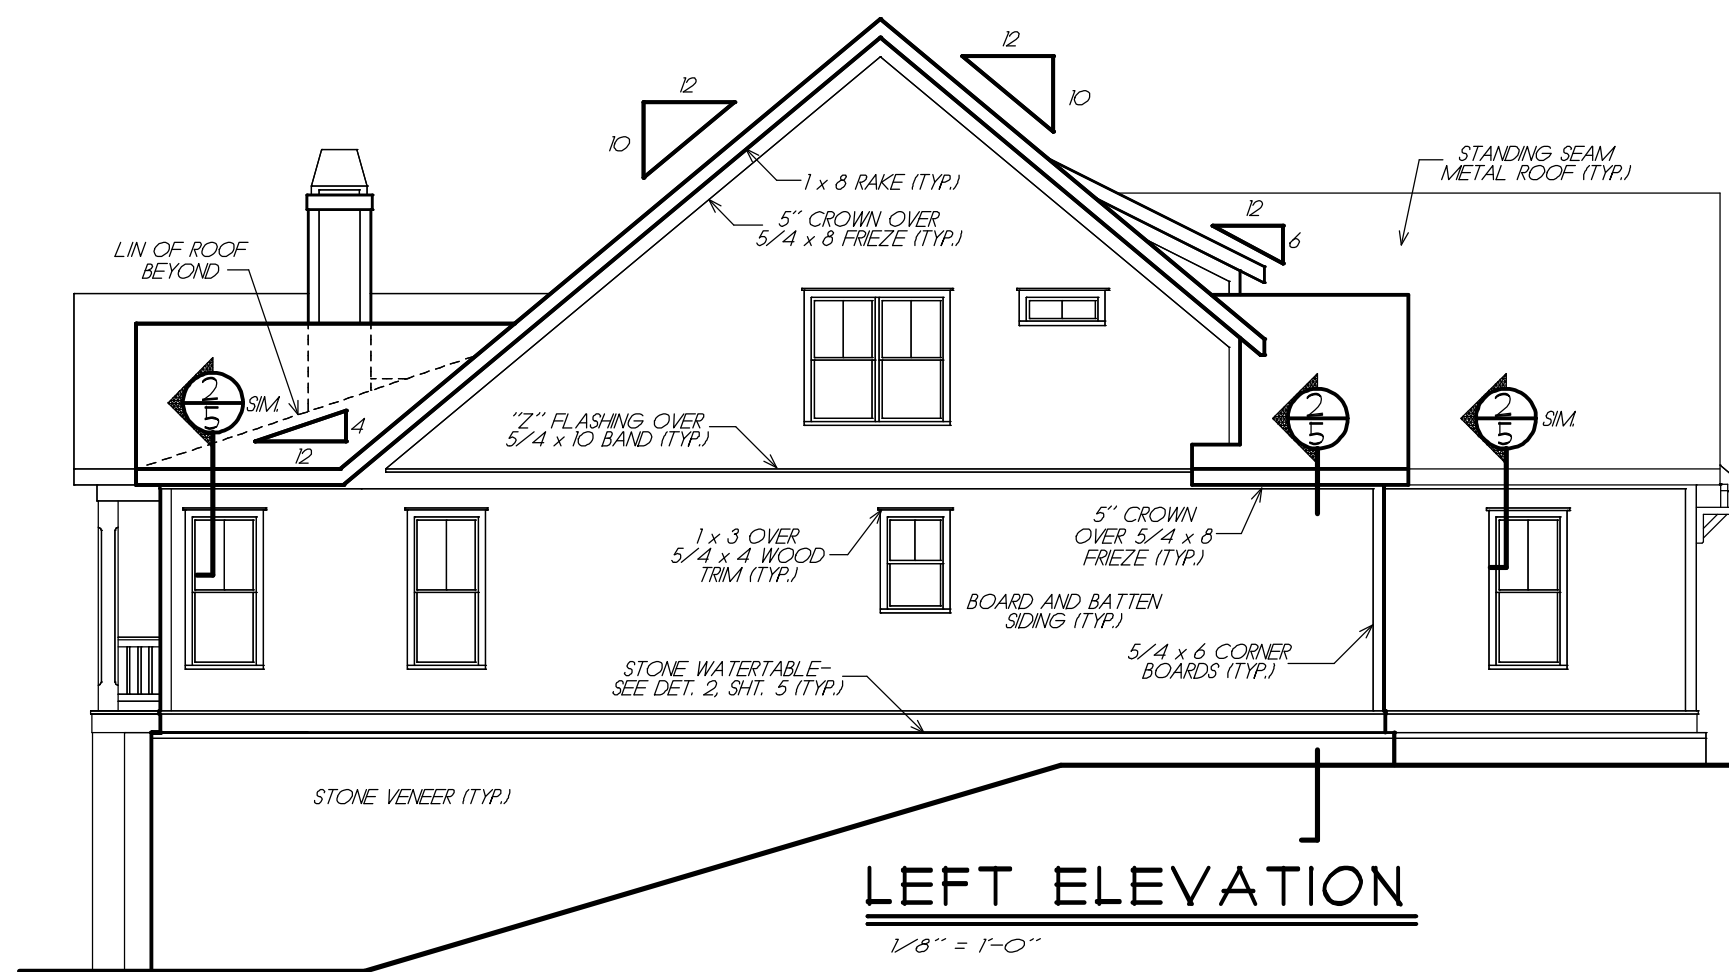 12
10
12
10
STANDING SEAM
METAL ROOF (TYP.)
1 x 8 RAKE (TYP.)
5" CROWN OVER
5/4 x 8 FRIEZE (TYP.)
12
6
LIN OF ROOF
BEYOND
2
5
SIM.
4
12
"Z" FLASHING OVER
5/4 x 10 BAND (TYP.)
2
5
2
5
SIM.
1 x 3 OVER
5/4 x 4 WOOD
TRIM (TYP.)
5" CROWN
OVER 5/4 x 8
FRIEZE (TYP.)
BOARD AND BATTEN
SIDING (TYP.)
5/4 x 6 CORNER
BOARDS (TYP.)
STONE WATERTABLE-
SEE DET. 2, SHT. 5 (TYP.)
STONE VENEER (TYP.)
LEFT ELEVATION
1/8" = 1'-0"